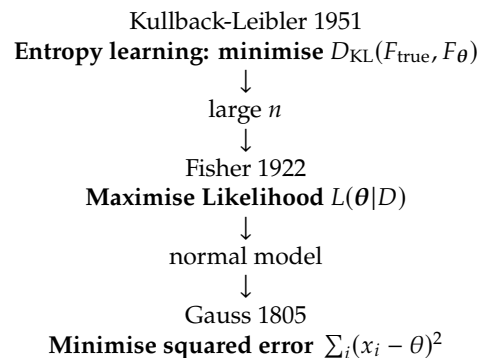 Kullback-Leibler 1951
Entropy learning: minimise D_KL(F_true, F_θ)
↓
large n
↓
Fisher 1922
Maximise Likelihood L(θ|D)
↓
normal model
↓
Gauss 1805
Minimise squared error ∑_i(x_i − θ)²